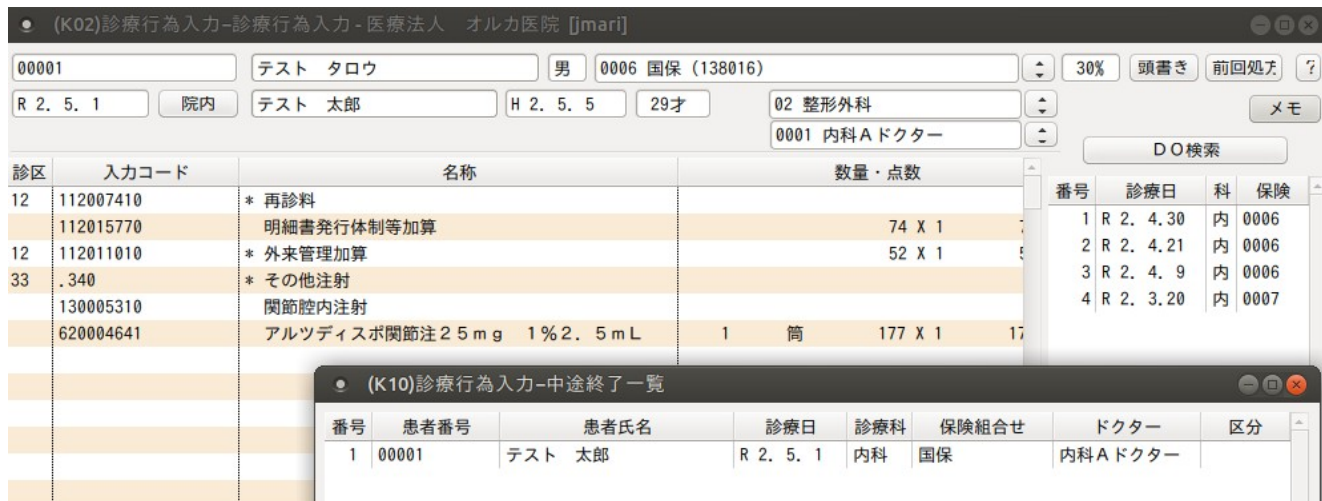 (K02)診療行為入力–診療行為入力 - 医療法人　オルカ医院 [jmari]
00001 テスト　タロウ 男 0006 国保 (138016) 30% 頭書き 前回処方 ?
R 2. 5. 1 院内 テスト　太郎 H 2. 5. 5 29才 02 整形外科 メモ
0001 内科Ａドクター
ＤＯ検索
診区 入力コード 名称 数量・点数
12 112007410 * 再診料
112015770 明細書発行体制等加算 74 X 1
12 112011010 * 外来管理加算 52 X 1
33 .340 * その他注射
130005310 関節腔内注射
620004641 アルツディスポ関節注２５ｍｇ　１％２．５ｍＬ 1 筒 177 X 1
番号 診療日 科 保険
1 R 2. 4.30 内 0006
2 R 2. 4.21 内 0006
3 R 2. 4. 9 内 0006
4 R 2. 3.20 内 0007
(K10)診療行為入力–中途終了一覧
番号 患者番号 患者氏名 診療日 診療科 保険組合せ ドクター 区分
1 00001 テスト　太郎 R 2. 5. 1 内科 国保 内科Ａドクター